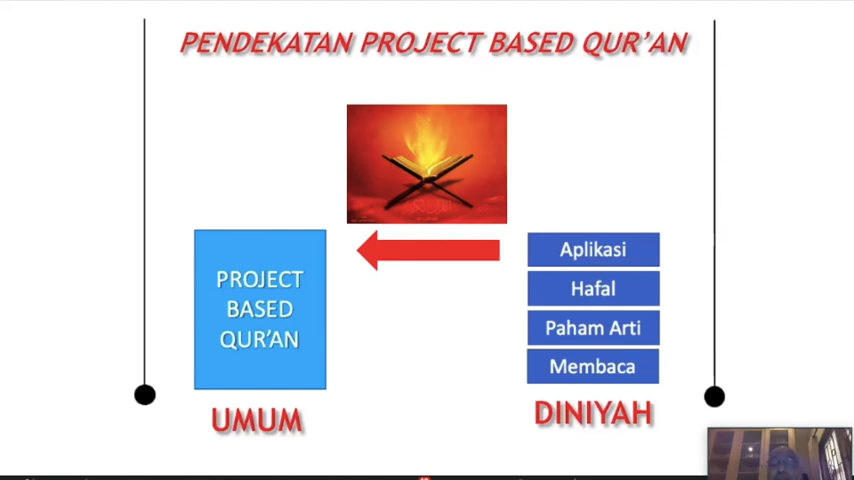 PENDEKATAN PROJECT BASED QUR'AN
PROJECT
BASED
QUR'AN
UMUM
Aplikasi
Hafal
Paham Arti
Membaca
DINIYAH